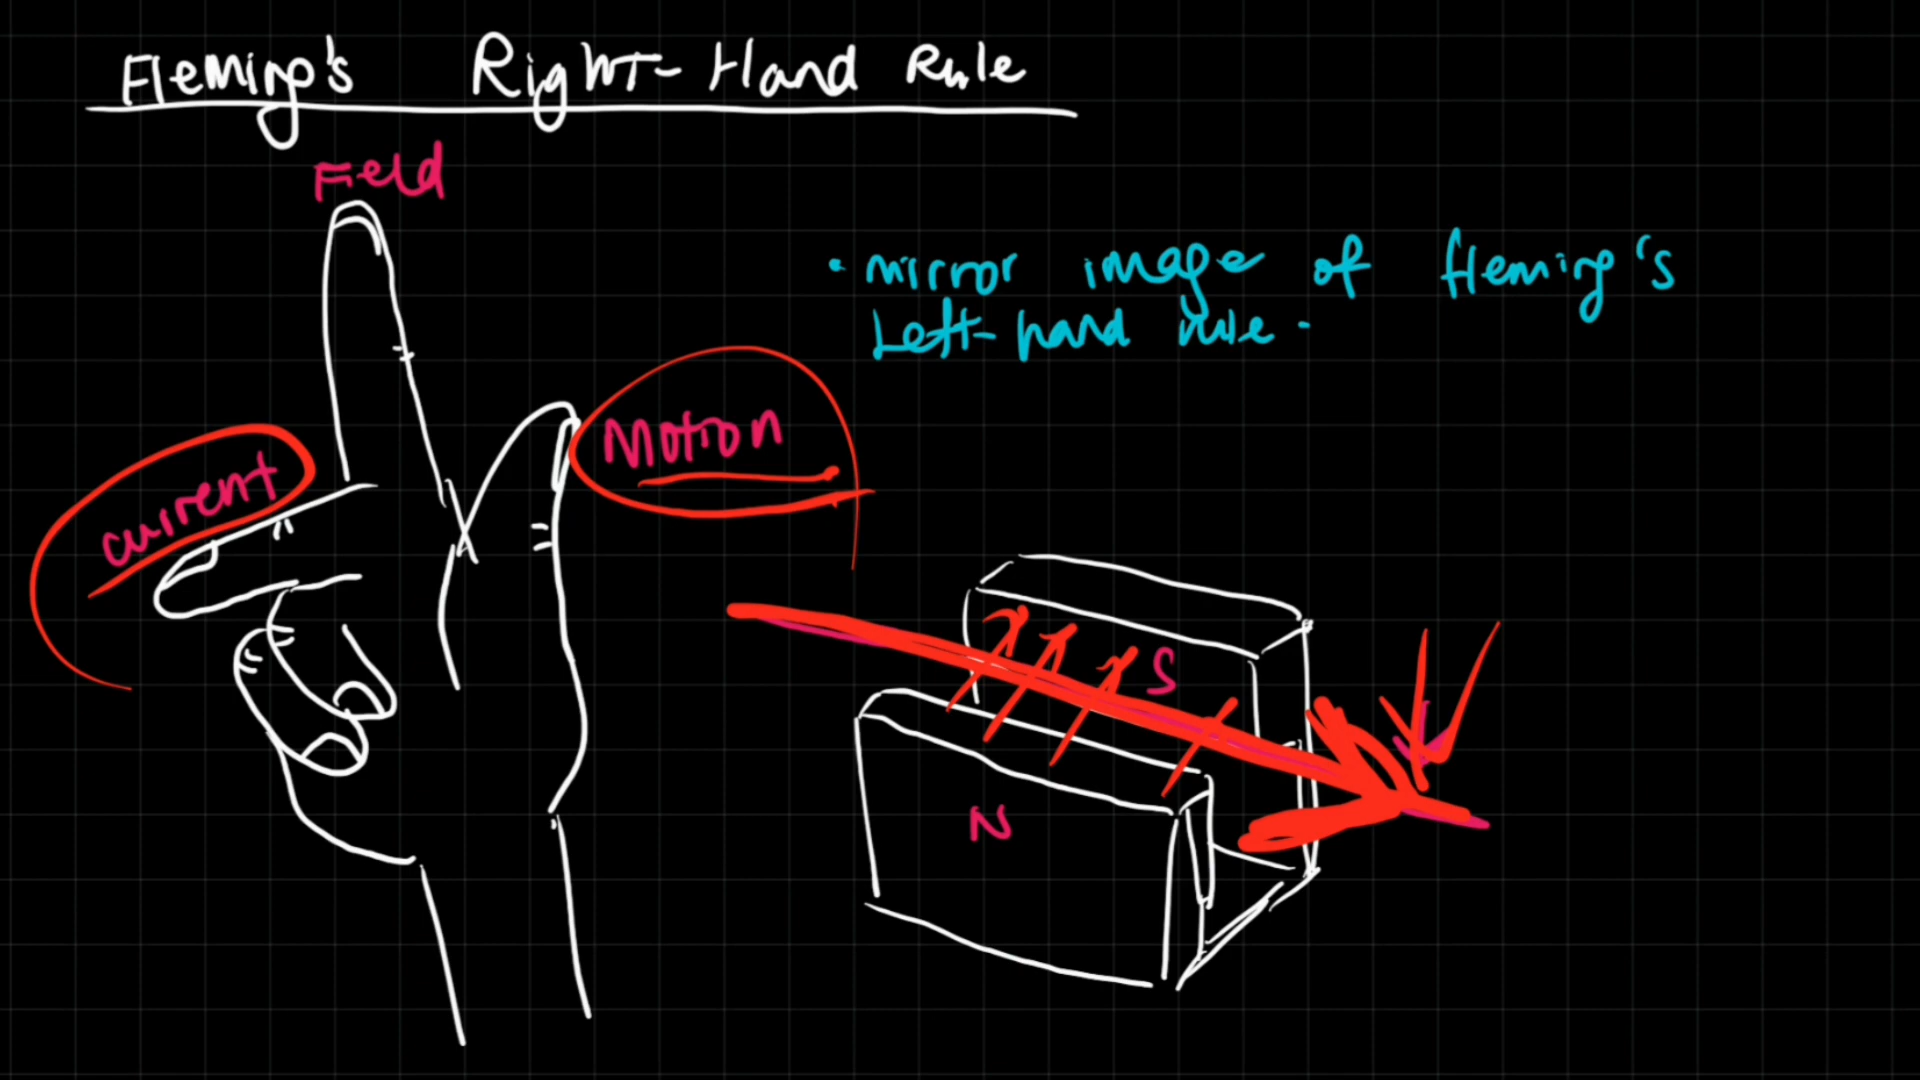 Fleming's Right-Hand Rule
Field
• mirror image of fleming's
Left-hand rule.
Motion
current
S
N